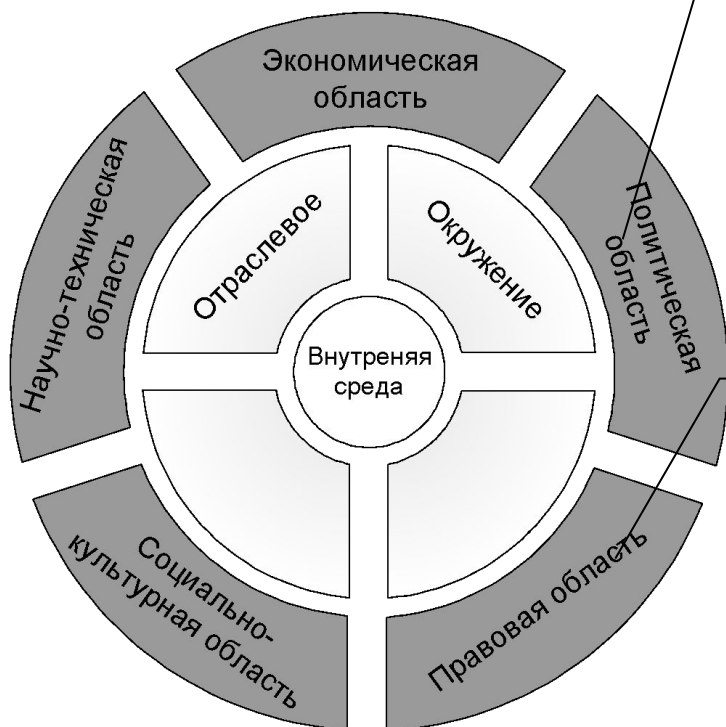 Экономическая
область
Научно-техническая
область
Отраслевое
Окружение
Политическая
область
Внутреняя
среда
Социально-
культурная область
Правовая область